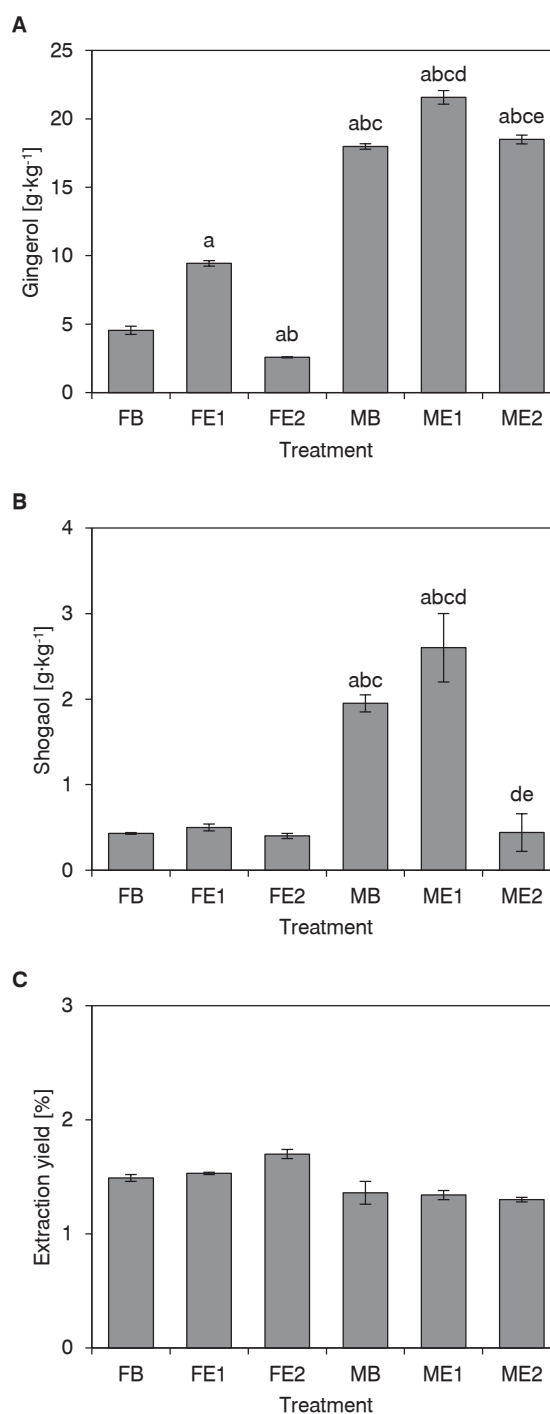 A
Gingerol [g·kg⁻¹]
25
20
15
10
5
0
a
ab
abc
abcd
abce
FB FE1 FE2 MB ME1 ME2
Treatment
B
Shogaol [g·kg⁻¹]
4
3
2
1
0
abc
abcd
de
FB FE1 FE2 MB ME1 ME2
Treatment
C
Extraction yield [%]
3
2
1
0
FB FE1 FE2 MB ME1 ME2
Treatment